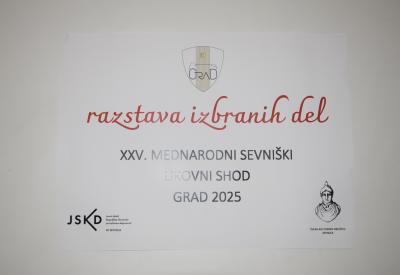 GRAD
razstava izbranih del
XXV. MEDNARODNI SEVNIŠKI
LIKOVNI SHOD
GRAD 2025
JSKD